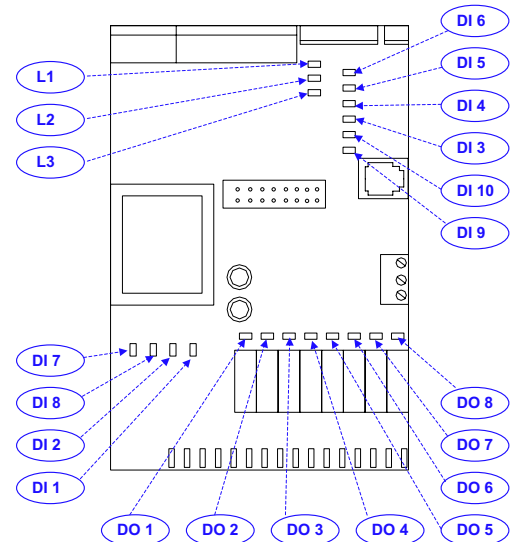 DI 6
L1
DI 5
L2
DI 4
L3
DI 3
DI 10
DI 9
DI 7
DI 8
DO 8
DI 2
DO 7
DI 1
DO 6
DO 1
DO 2
DO 3
DO 4
DO 5